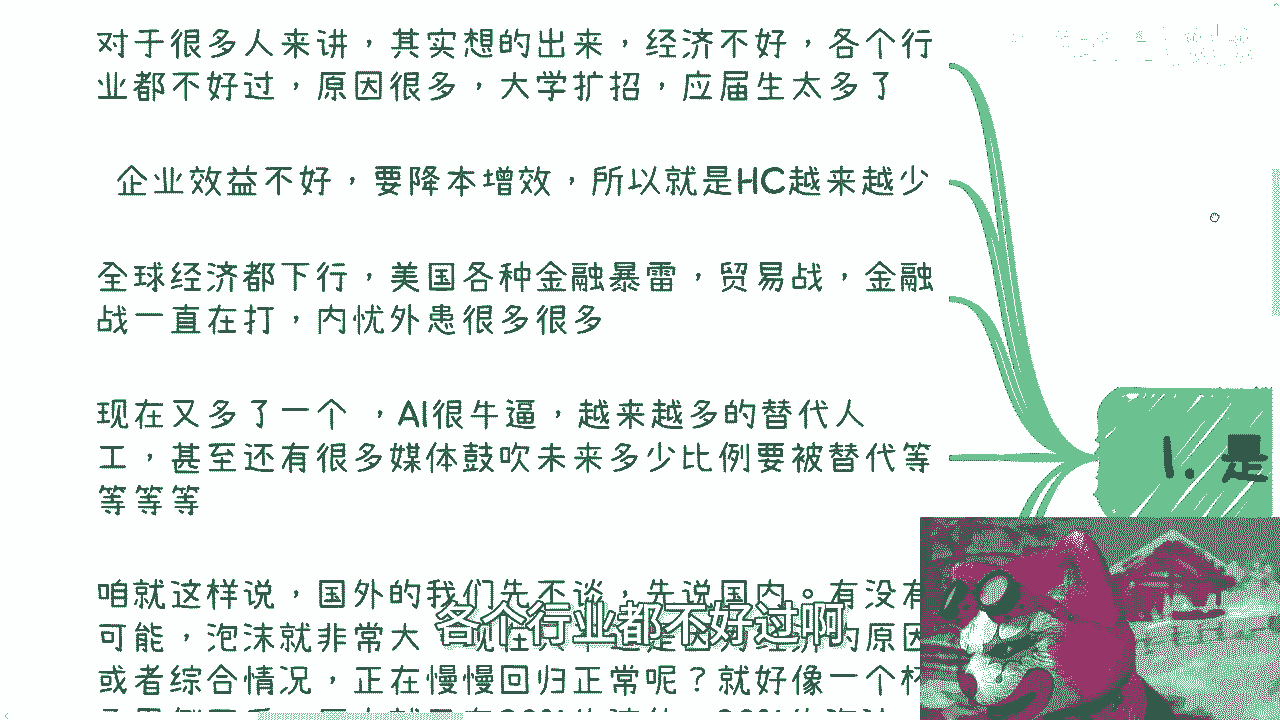 对于很多人来讲，其实想的出来，经济不好，各个行
业都不好过，原因很多，大学扩招，应届生太多了
企业效益不好，要降本增效，所以就是HC越来越少
全球经济都下行，美国各种金融暴雷，贸易战，金融
战一直在打，内忧外患很多很多
现在又多了一个 ，AI很牛逼，越来越多的替代人
工，甚至还有很多媒体鼓吹未来多少比例要被替代等
等等等
咱就这样说，国外的我们先不谈，先说国内。有没有
可能，泡沫就非常大
的原因
或者综合情况，正在慢慢回归正常呢？就好像一个杯
1. 是
各个行业都不好过啊